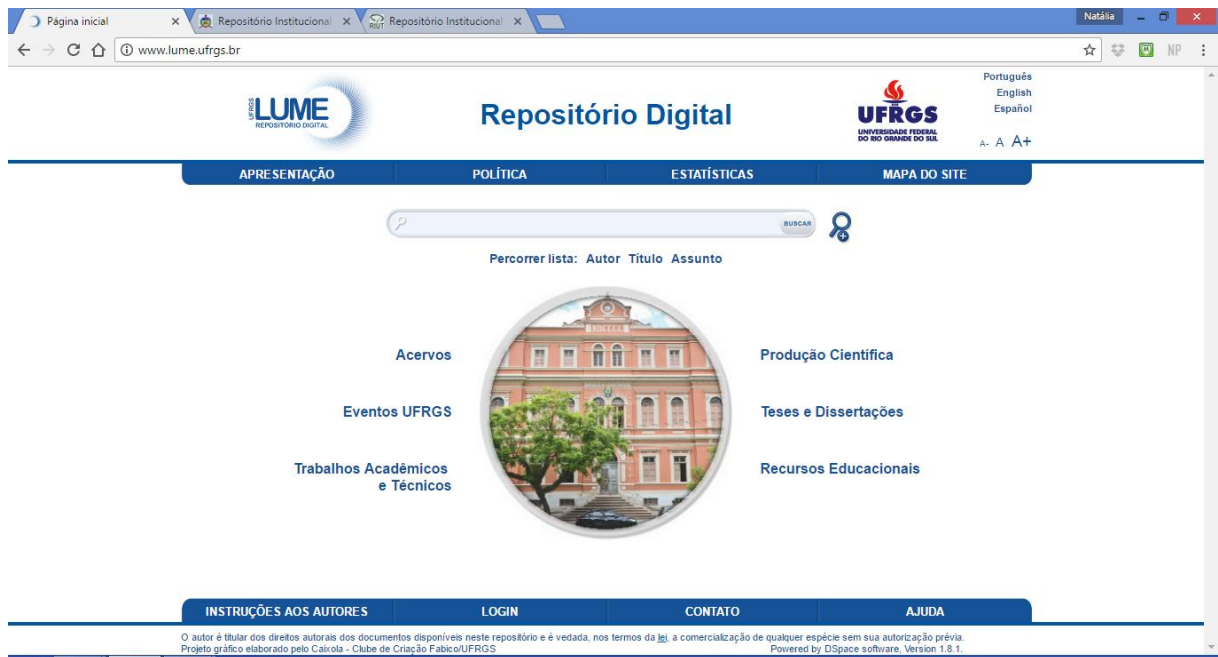 Página inicial
Repositório Institucional
Repositório Institucional
Natália
www.lume.ufrgs.br
NP
UFRGS
LUME
REPOSITÓRIO DIGITAL
Repositório Digital
UFRGS
UNIVERSIDADE FEDERAL
DO RIO GRANDE DO SUL
Português
English
Español
A- A A+
APRESENTAÇÃO POLÍTICA ESTATÍSTICAS MAPA DO SITE
BUSCAR
Percorrer lista: Autor Título Assunto
Acervos
Produção Científica
Eventos UFRGS
Teses e Dissertações
Trabalhos Acadêmicos
e Técnicos
Recursos Educacionais
INSTRUÇÕES AOS AUTORES LOGIN CONTATO AJUDA
O autor é titular dos direitos autorais dos documentos disponíveis neste repositório e é vedada, nos termos da lei, a comercialização de qualquer espécie sem sua autorização prévia.
Projeto gráfico elaborado pelo Caixola - Clube de Criação Fabico/UFRGS Powered by DSpace software, Version 1.8.1.